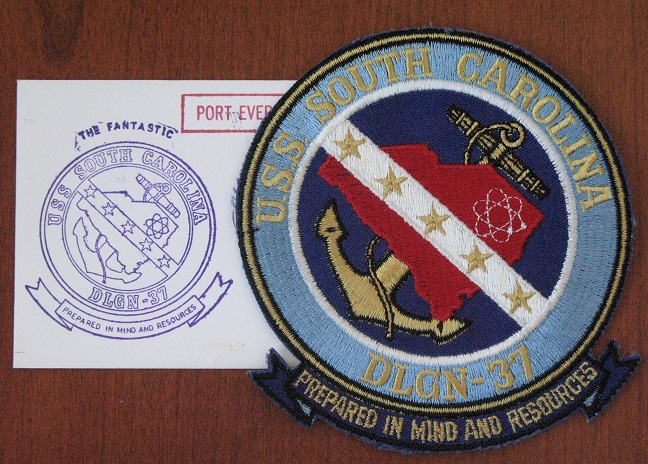 THE FANTASTIC
USS SOUTH CAROLINA
DLGN-37
PREPARED IN MIND AND RESOURCES
PORT EVER
U.S.S. SOUTH CAROLINA
DLGN-37
PREPARED IN MIND AND RESOURCES